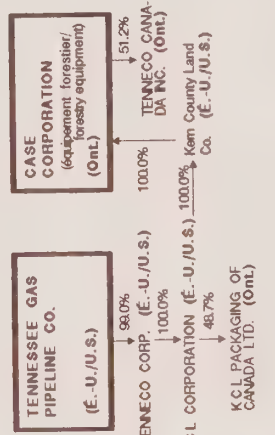 TENNESSEE GAS
PIPELINE CO.
(É.-U./U.S.)
99.0%
TENNECO CORP. (É.-U./U.S.)
100.0%
L CORPORATION (É.-U./U.S.)
48.7%
K C L PACKAGING OF
CANADA LTD. (Ont.)
CASE
CORPORATION
(équipement forestier/
forestry equipment)
(Ont.)
51.2%
TENNECO CANA-
DA INC. (Ont.)
100.0%
100.0%
Kern County Land
Co. (É.-U./U.S.)